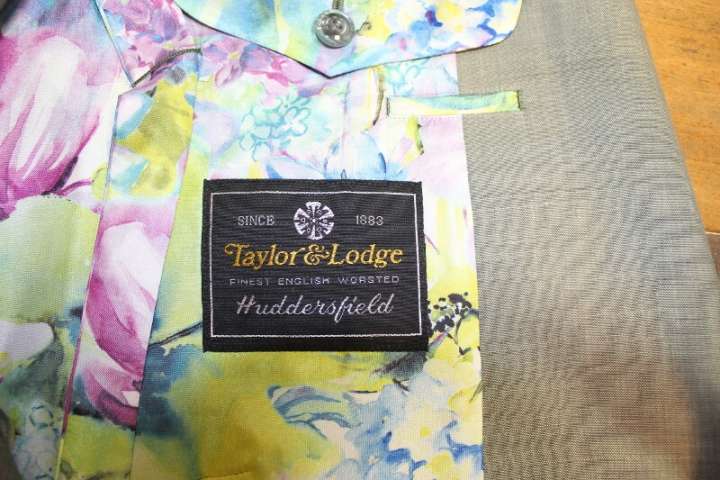 SINCE 1883
Taylor & Lodge
FINEST ENGLISH WORSTED
Huddersfield